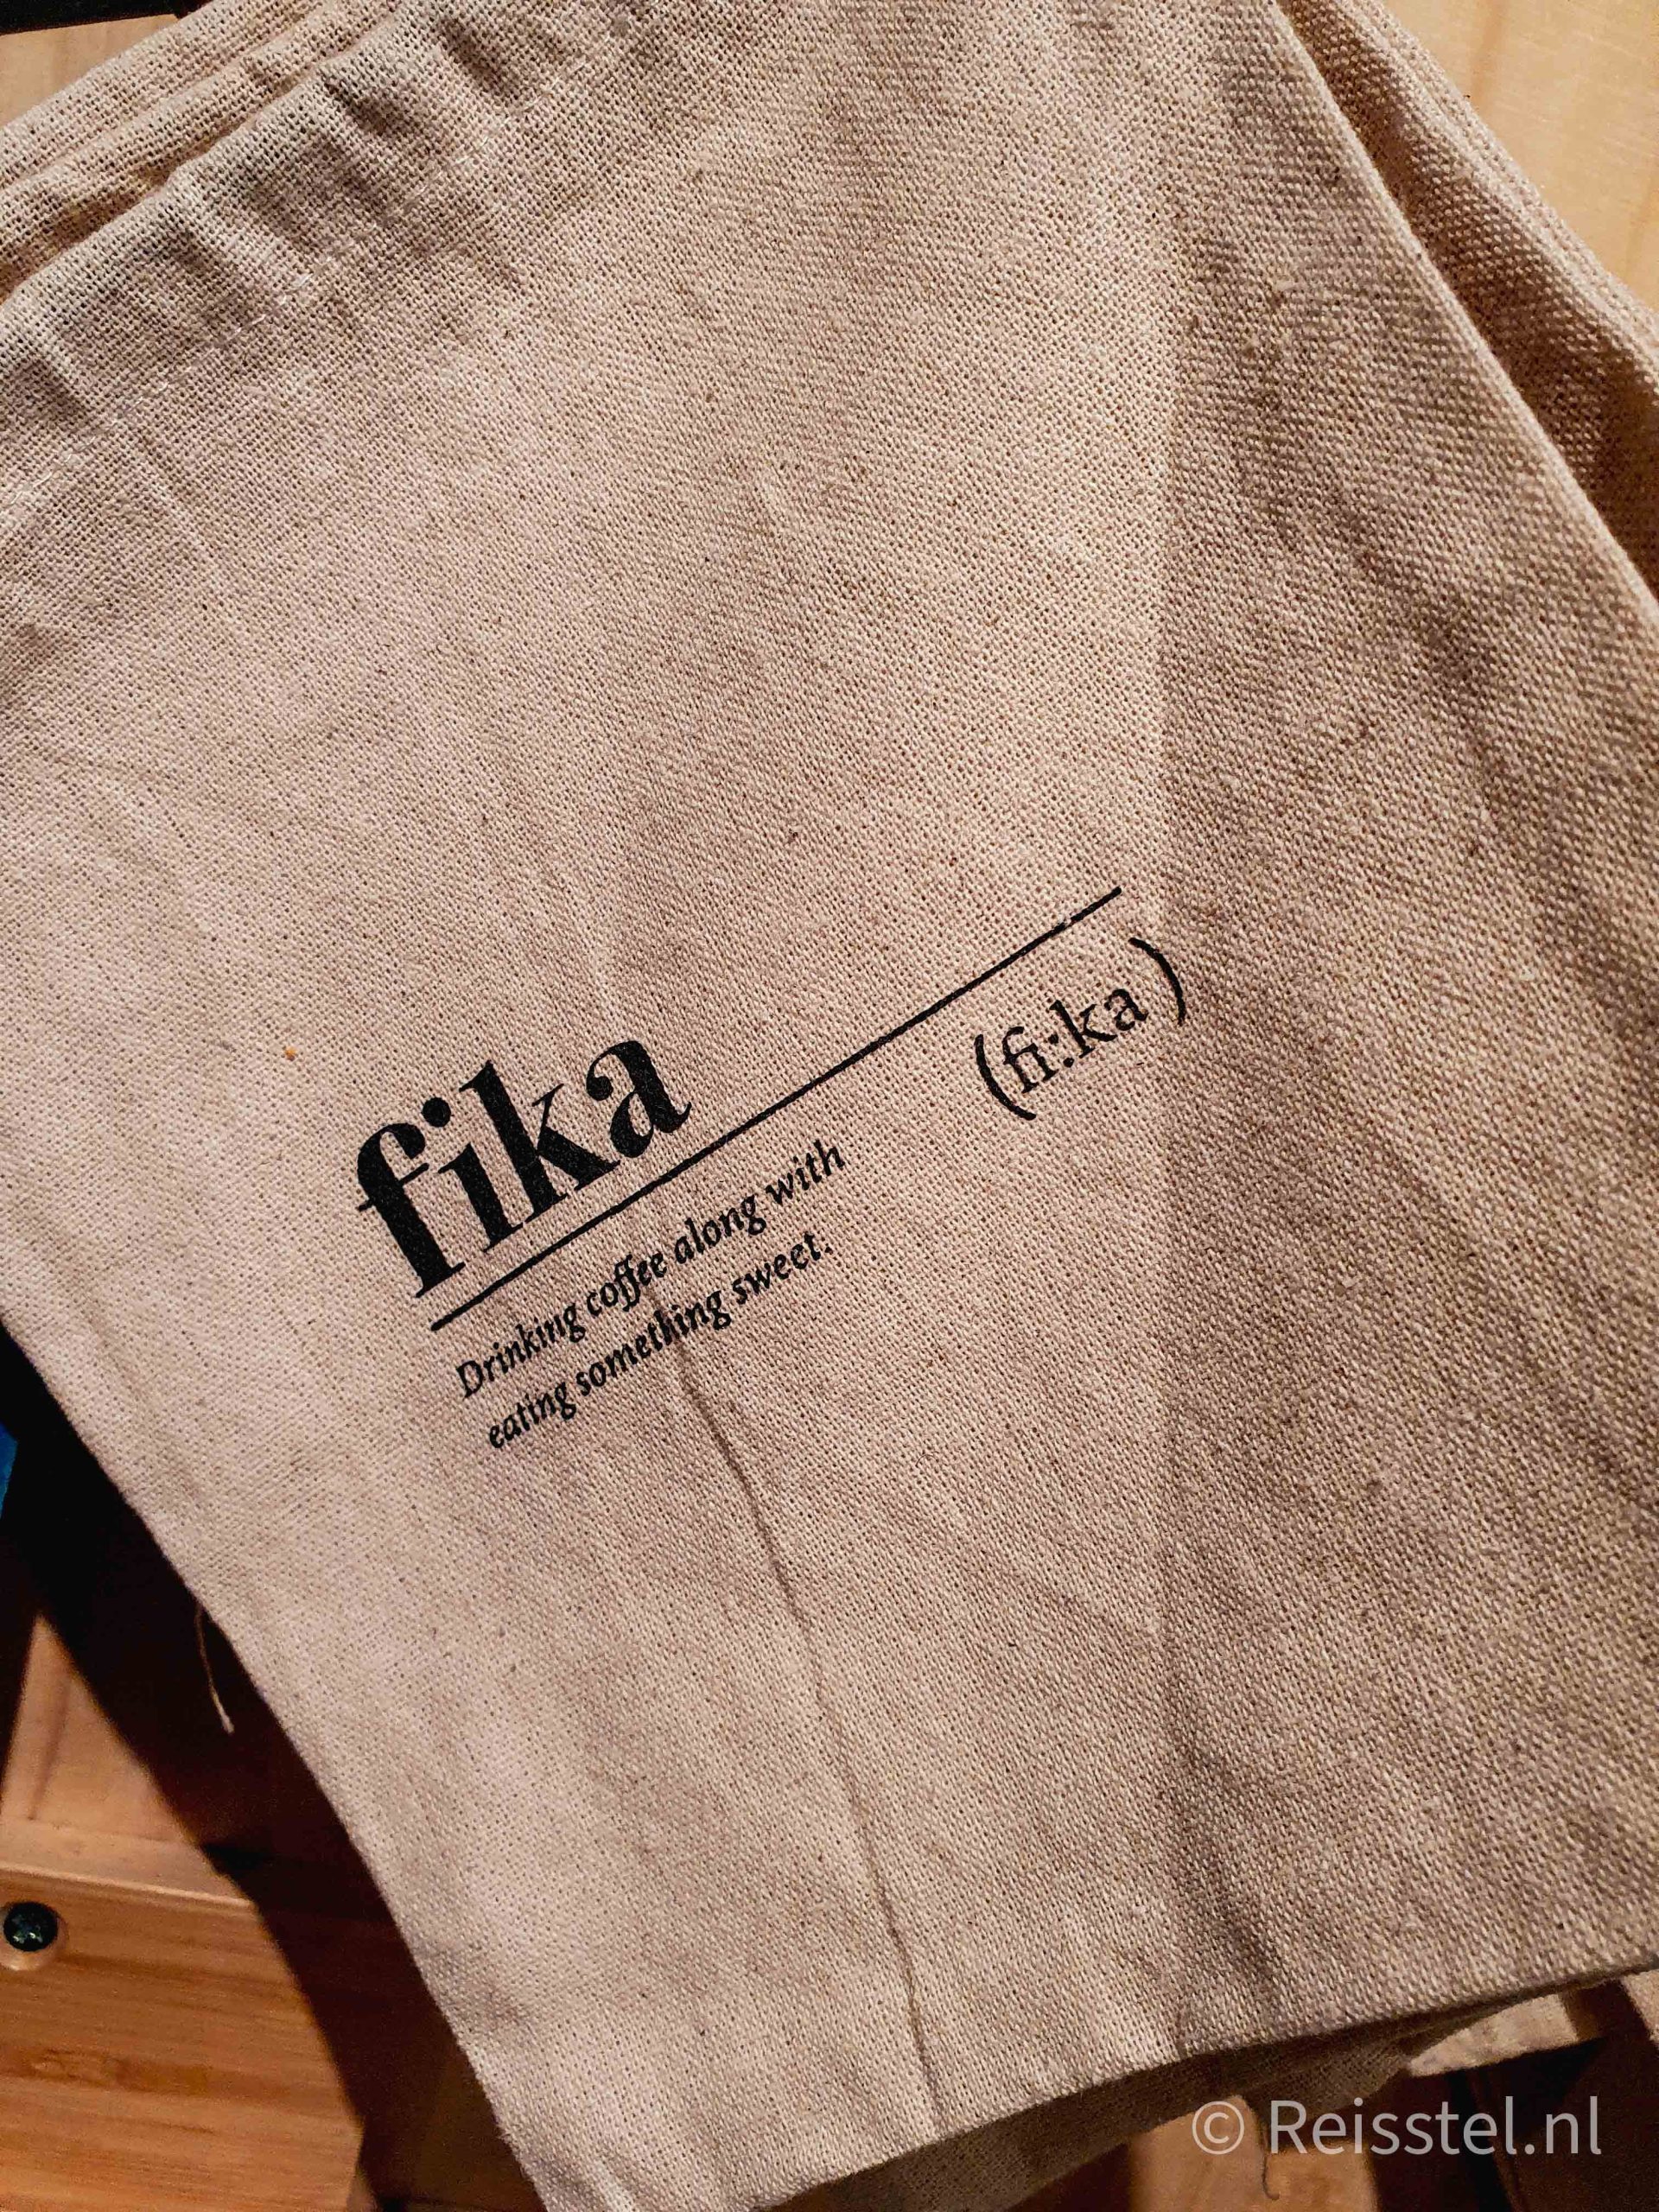 fika
(fi:ka)
Drinking coffee along with
eating something sweet.
© Reisstel.nl